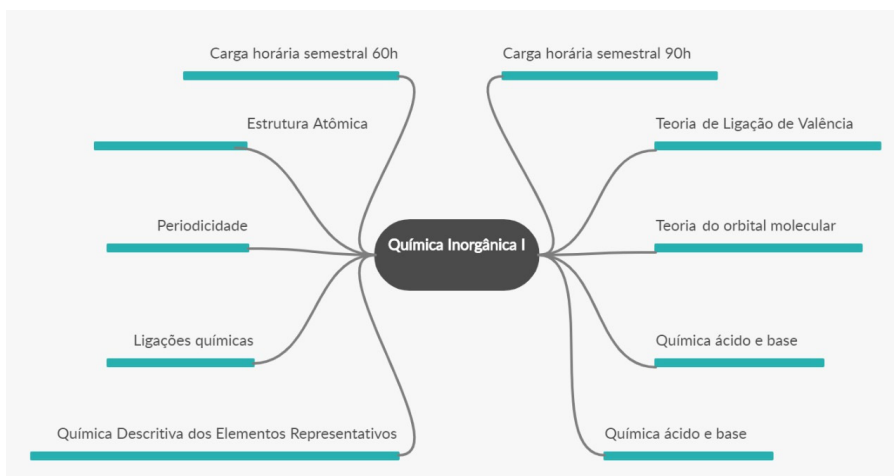 Carga horária semestral 60h
Estrutura Atômica
Periodicidade
Ligações químicas
Química Descritiva dos Elementos Representativos
Química Inorgânica I
Carga horária semestral 90h
Teoria de Ligação de Valência
Teoria do orbital molecular
Química ácido e base
Química ácido e base